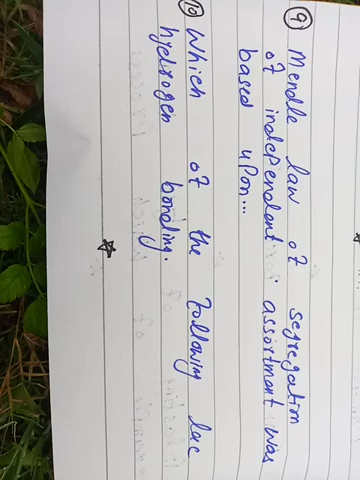 ⑨ Mendle law of segregation
of independent . assortment was
based upon...
⑩ Which of the following lac
hydrogen bonding.